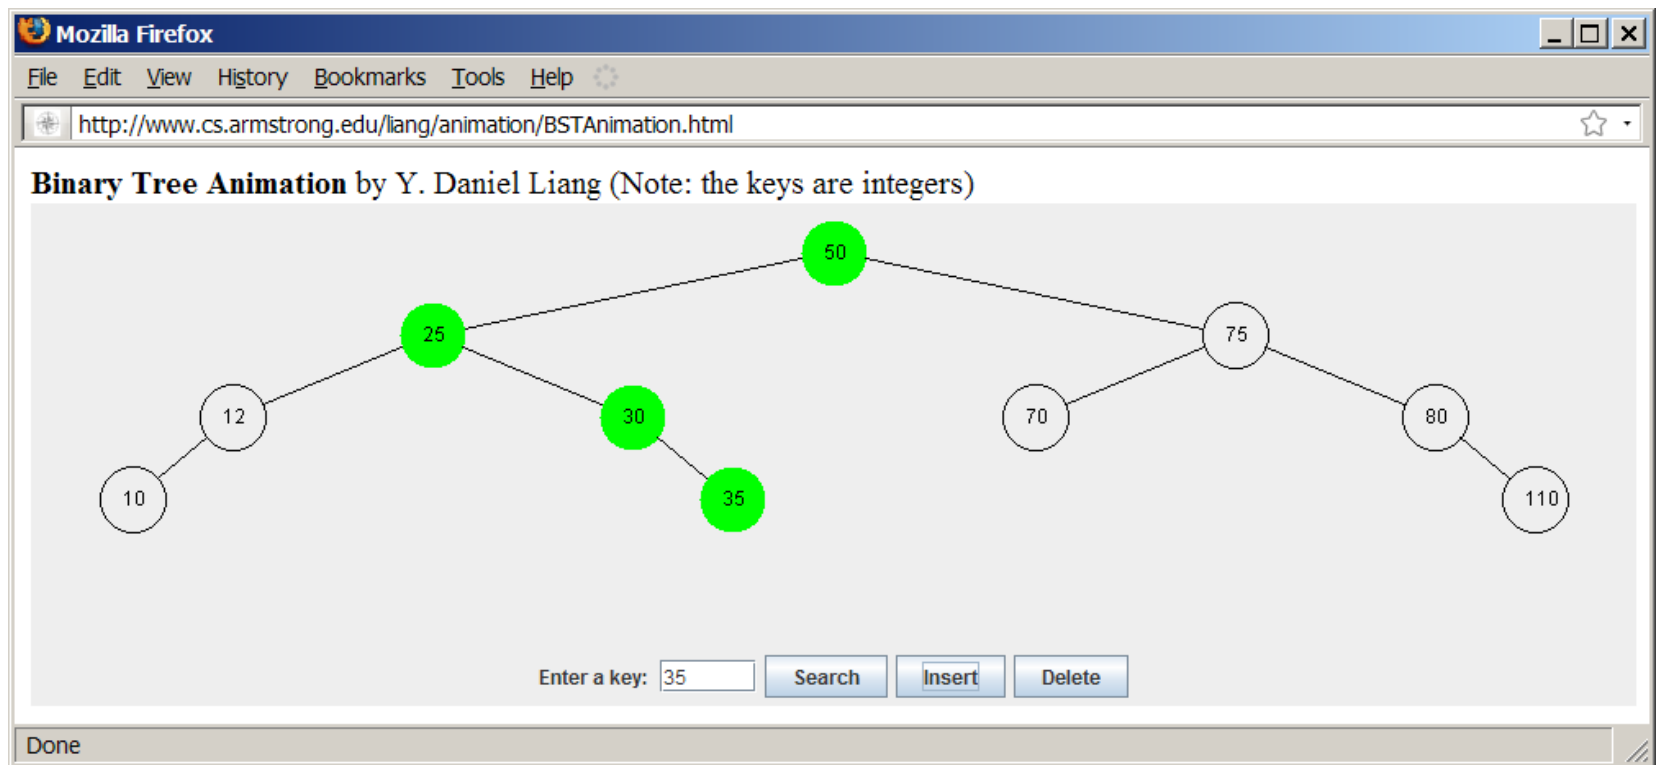 Mozilla Firefox
File Edit View History Bookmarks Tools Help
http://www.cs.armstrong.edu/liang/animation/BSTAnimation.html
Binary Tree Animation by Y. Daniel Liang (Note: the keys are integers)
50
25 75
12 30 70 80
10 35 110
Enter a key: 35 Search Insert Delete
Done